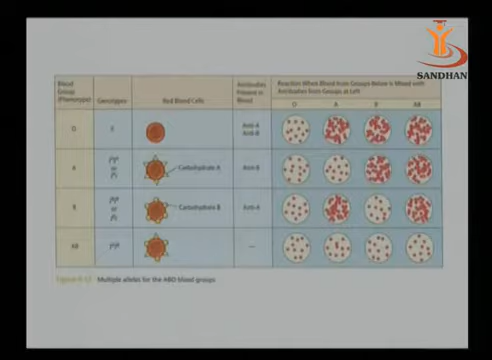 SANDHAN
Blood
Group
(Phenotype)
Genotypes
Red Blood Cells
Antibodies
Present in
Blood
Reaction When Blood from Groups Below Is Mixed with
Antibodies from Groups at Left
O
A
B
AB
O
Anti-A
Anti-B
A
or
Carbohydrate A
Anti-B
B
or
Carbohydrate B
Anti-A
AB
—
Multiple alleles for the ABO blood groups